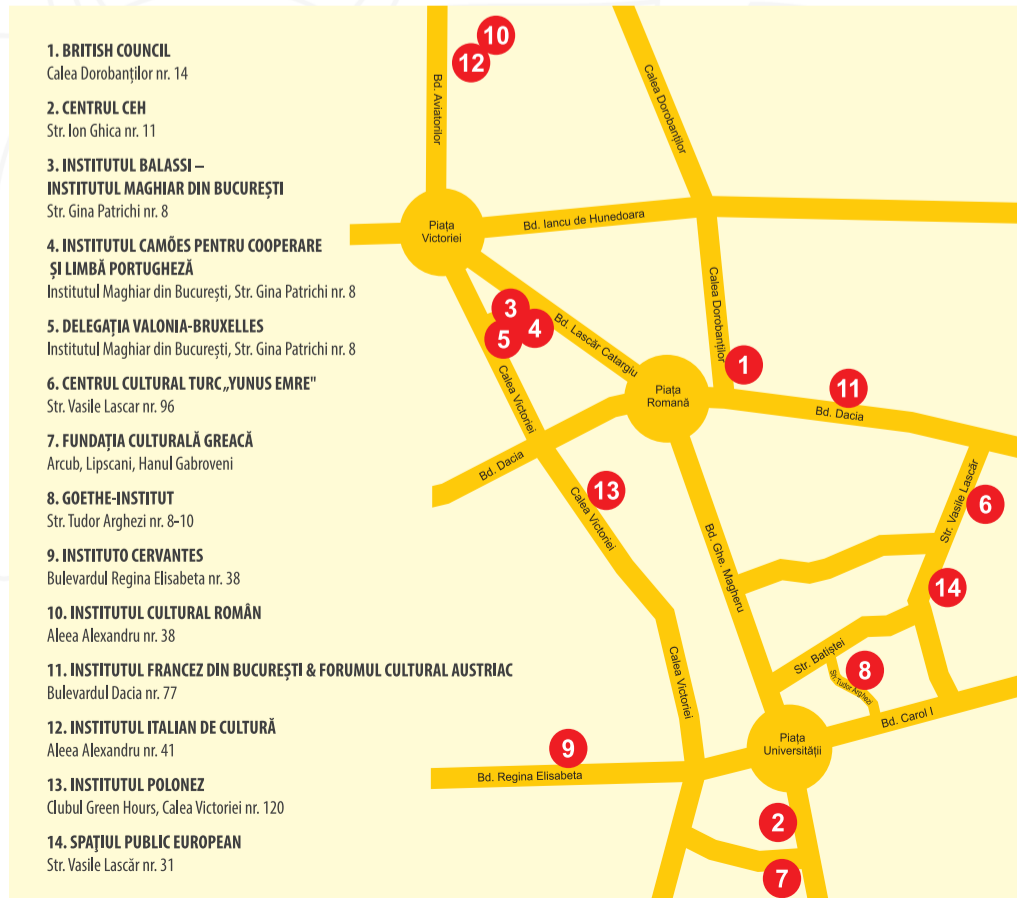 1. BRITISH COUNCIL
Calea Dorobanților nr. 14
2. CENTRUL CEH
Str. Ion Ghica nr. 11
3. INSTITUTUL BALASSI –
INSTITUTUL MAGHIAR DIN BUCUREȘTI
Str. Gina Patrichi nr. 8
4. INSTITUTUL CAMÕES PENTRU COOPERARE
ȘI LIMBĂ PORTUGHEZĂ
Institutul Maghiar din București, Str. Gina Patrichi nr. 8
5. DELEGAȚIA VALONIA-BRUXELLES
Institutul Maghiar din București, Str. Gina Patrichi nr. 8
6. CENTRUL CULTURAL TURC „YUNUS EMRE"
Str. Vasile Lascar nr. 96
7. FUNDAȚIA CULTURALĂ GREACĂ
Arcub, Lipscani, Hanul Gabroveni
8. GOETHE-INSTITUT
Str. Tudor Arghezi nr. 8-10
9. INSTITUTO CERVANTES
Bulevardul Regina Elisabeta nr. 38
10. INSTITUTUL CULTURAL ROMÂN
Aleea Alexandru nr. 38
11. INSTITUTUL FRANCEZ DIN BUCUREȘTI & FORUMUL CULTURAL AUSTRIAC
Bulevardul Dacia nr. 77
12. INSTITUTUL ITALIAN DE CULTURĂ
Aleea Alexandru nr. 41
13. INSTITUTUL POLONEZ
Clubul Green Hours, Calea Victoriei nr. 120
14. SPAȚIUL PUBLIC EUROPEAN
Str. Vasile Lascăr nr. 31
10
12
Bd. Aviatorilor
Calea Dorobanților
Piața
Victoriei
Bd. Iancu de Hunedoara
Calea Dorobanților
3
4
5
Bd. Lascăr Catargiu
Calea Victoriei
1
Piața
Romană
11
Bd. Dacia
Bd. Dacia
13
Calea Victoriei
Str. Vasile Lascăr
6
Bd. Ghe. Magheru
14
Str. Batiștei
8
Str. Tudor Arghezi
Calea Victoriei
Bd. Carol I
Piața
Universității
9
Bd. Regina Elisabeta
2
7